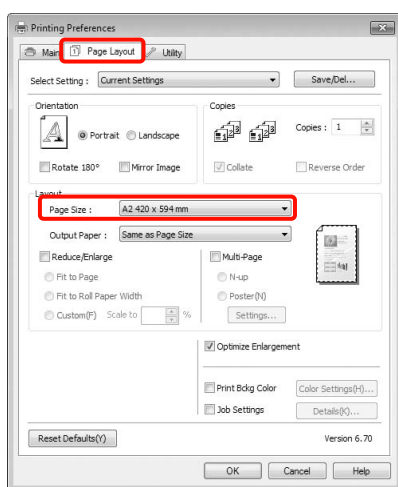 Printing Preferences
Main Page Layout Utility
Select Setting : Current Settings Save/Del...
Orientation
Portrait Landscape
Rotate 180° Mirror Image
Copies
Copies : 1
Collate Reverse Order
Layout
Page Size : A2 420 x 594 mm
Output Paper : Same as Page Size
Reduce/Enlarge
Fit to Page
Fit to Roll Paper Width
Custom(F) Scale to %
Multi-Page
N-up
Poster(N)
Settings...
Optimize Enlargement
Print Bckg Color Color Settings(H)...
Job Settings Details(K)...
Reset Defaults(Y) Version 6.70
OK Cancel Help